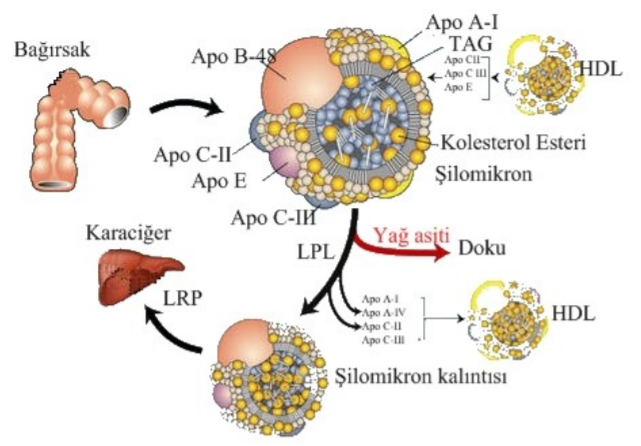 Bağırsak
Apo B-48
Apo A-I
TAG
Apo CII
Apo C III
Apo E
HDL
Kolesterol Esteri
Şilomikron
Apo C-II
Apo E
Apo C-III
Karaciğer
LPL
Yağ asiti
Doku
LRP
Apo A-I
Apo A-IV
Apo C-II
Apo C-III
HDL
Şilomikron kalıntısı